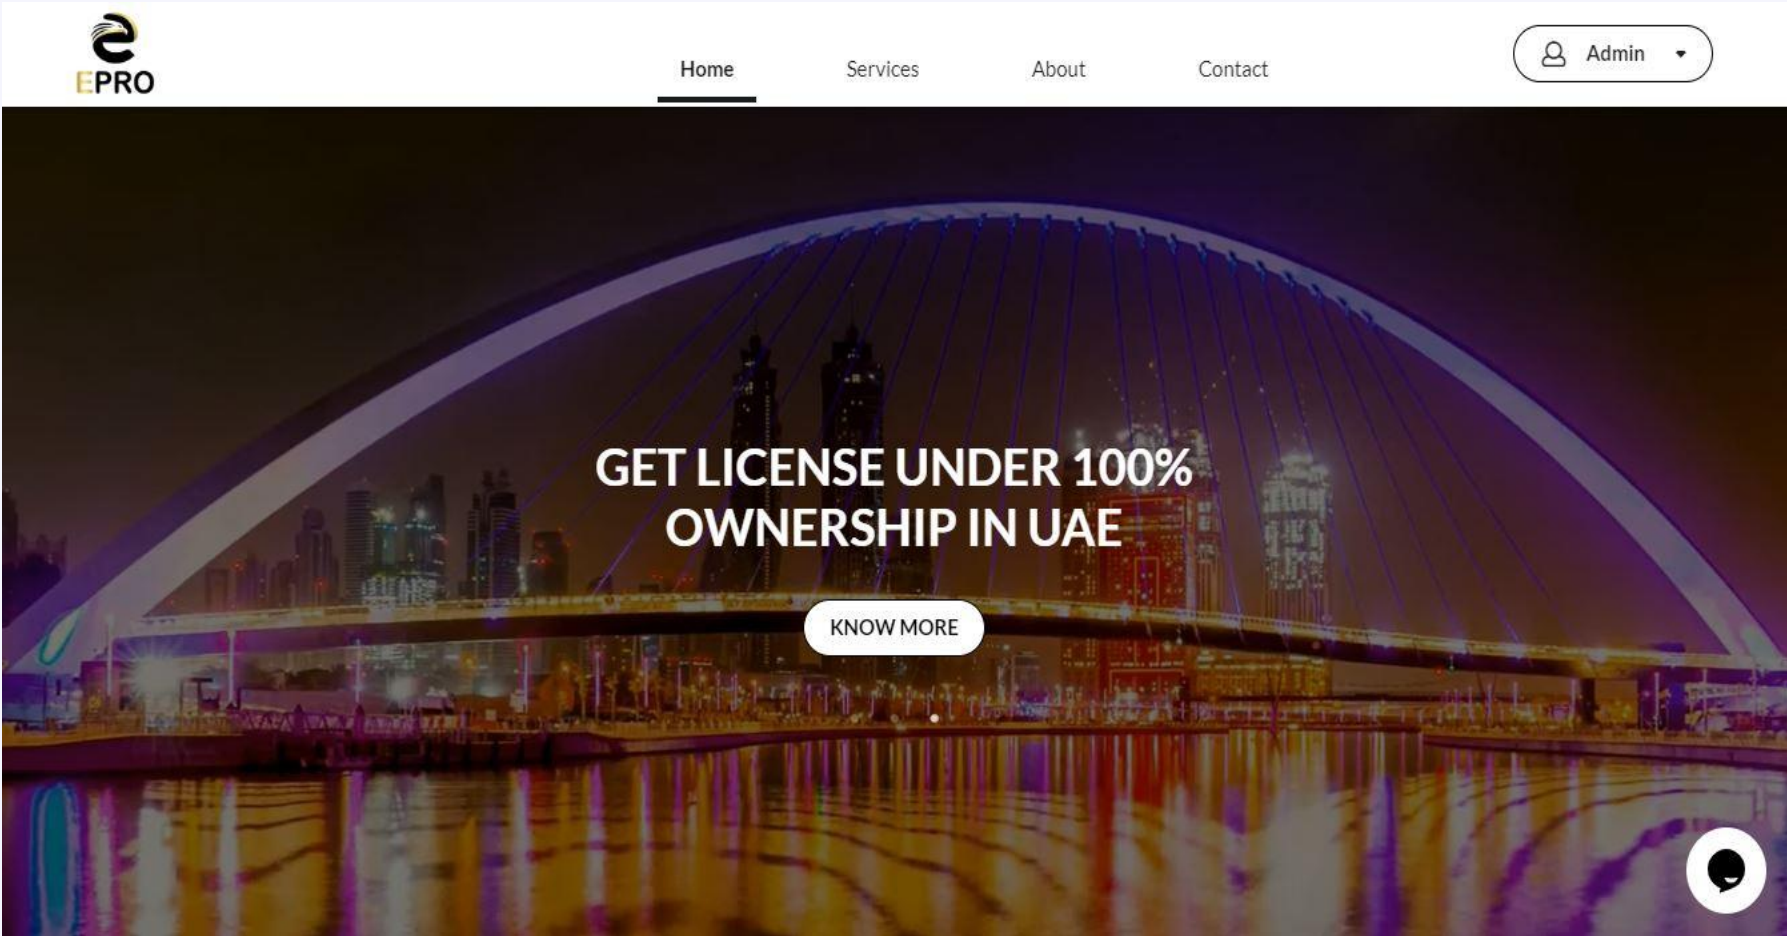 EPRO
Home
Services
About
Contact
Admin
GET LICENSE UNDER 100%
OWNERSHIP IN UAE
KNOW MORE